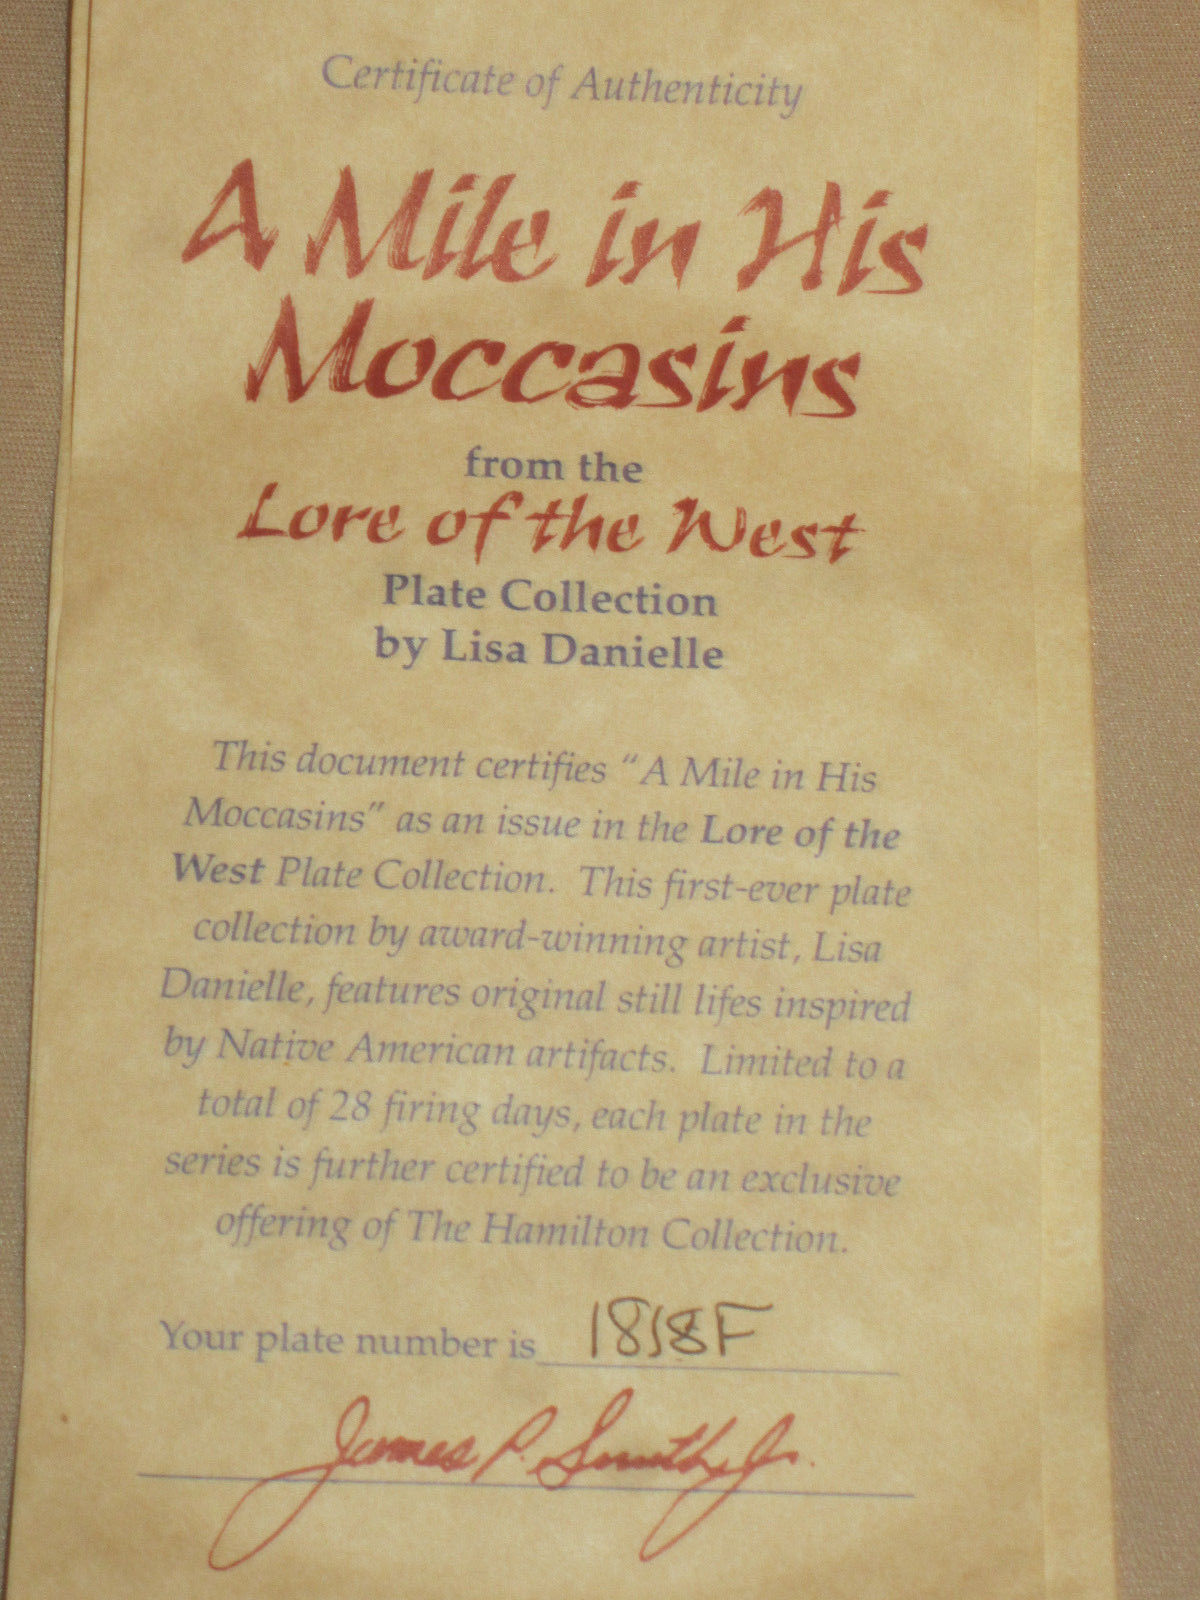 Certificate of Authenticity
A Mile in His
Moccasins
from the
Lore of the West
Plate Collection
by Lisa Danielle
This document certifies "A Mile in His
Moccasins" as an issue in the Lore of the
West Plate Collection. This first-ever plate
collection by award-winning artist, Lisa
Danielle, features original still lifes inspired
by Native American artifacts. Limited to a
total of 28 firing days, each plate in the
series is further certified to be an exclusive
offering of The Hamilton Collection.
Your plate number is 1818F
James P. Smith, Jr.